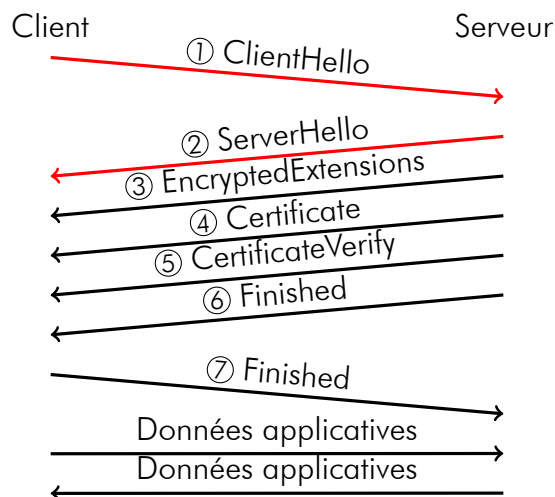 Client Serveur
① ClientHello
② ServerHello
③ EncryptedExtensions
④ Certificate
⑤ CertificateVerify
⑥ Finished
⑦ Finished
Données applicatives
Données applicatives